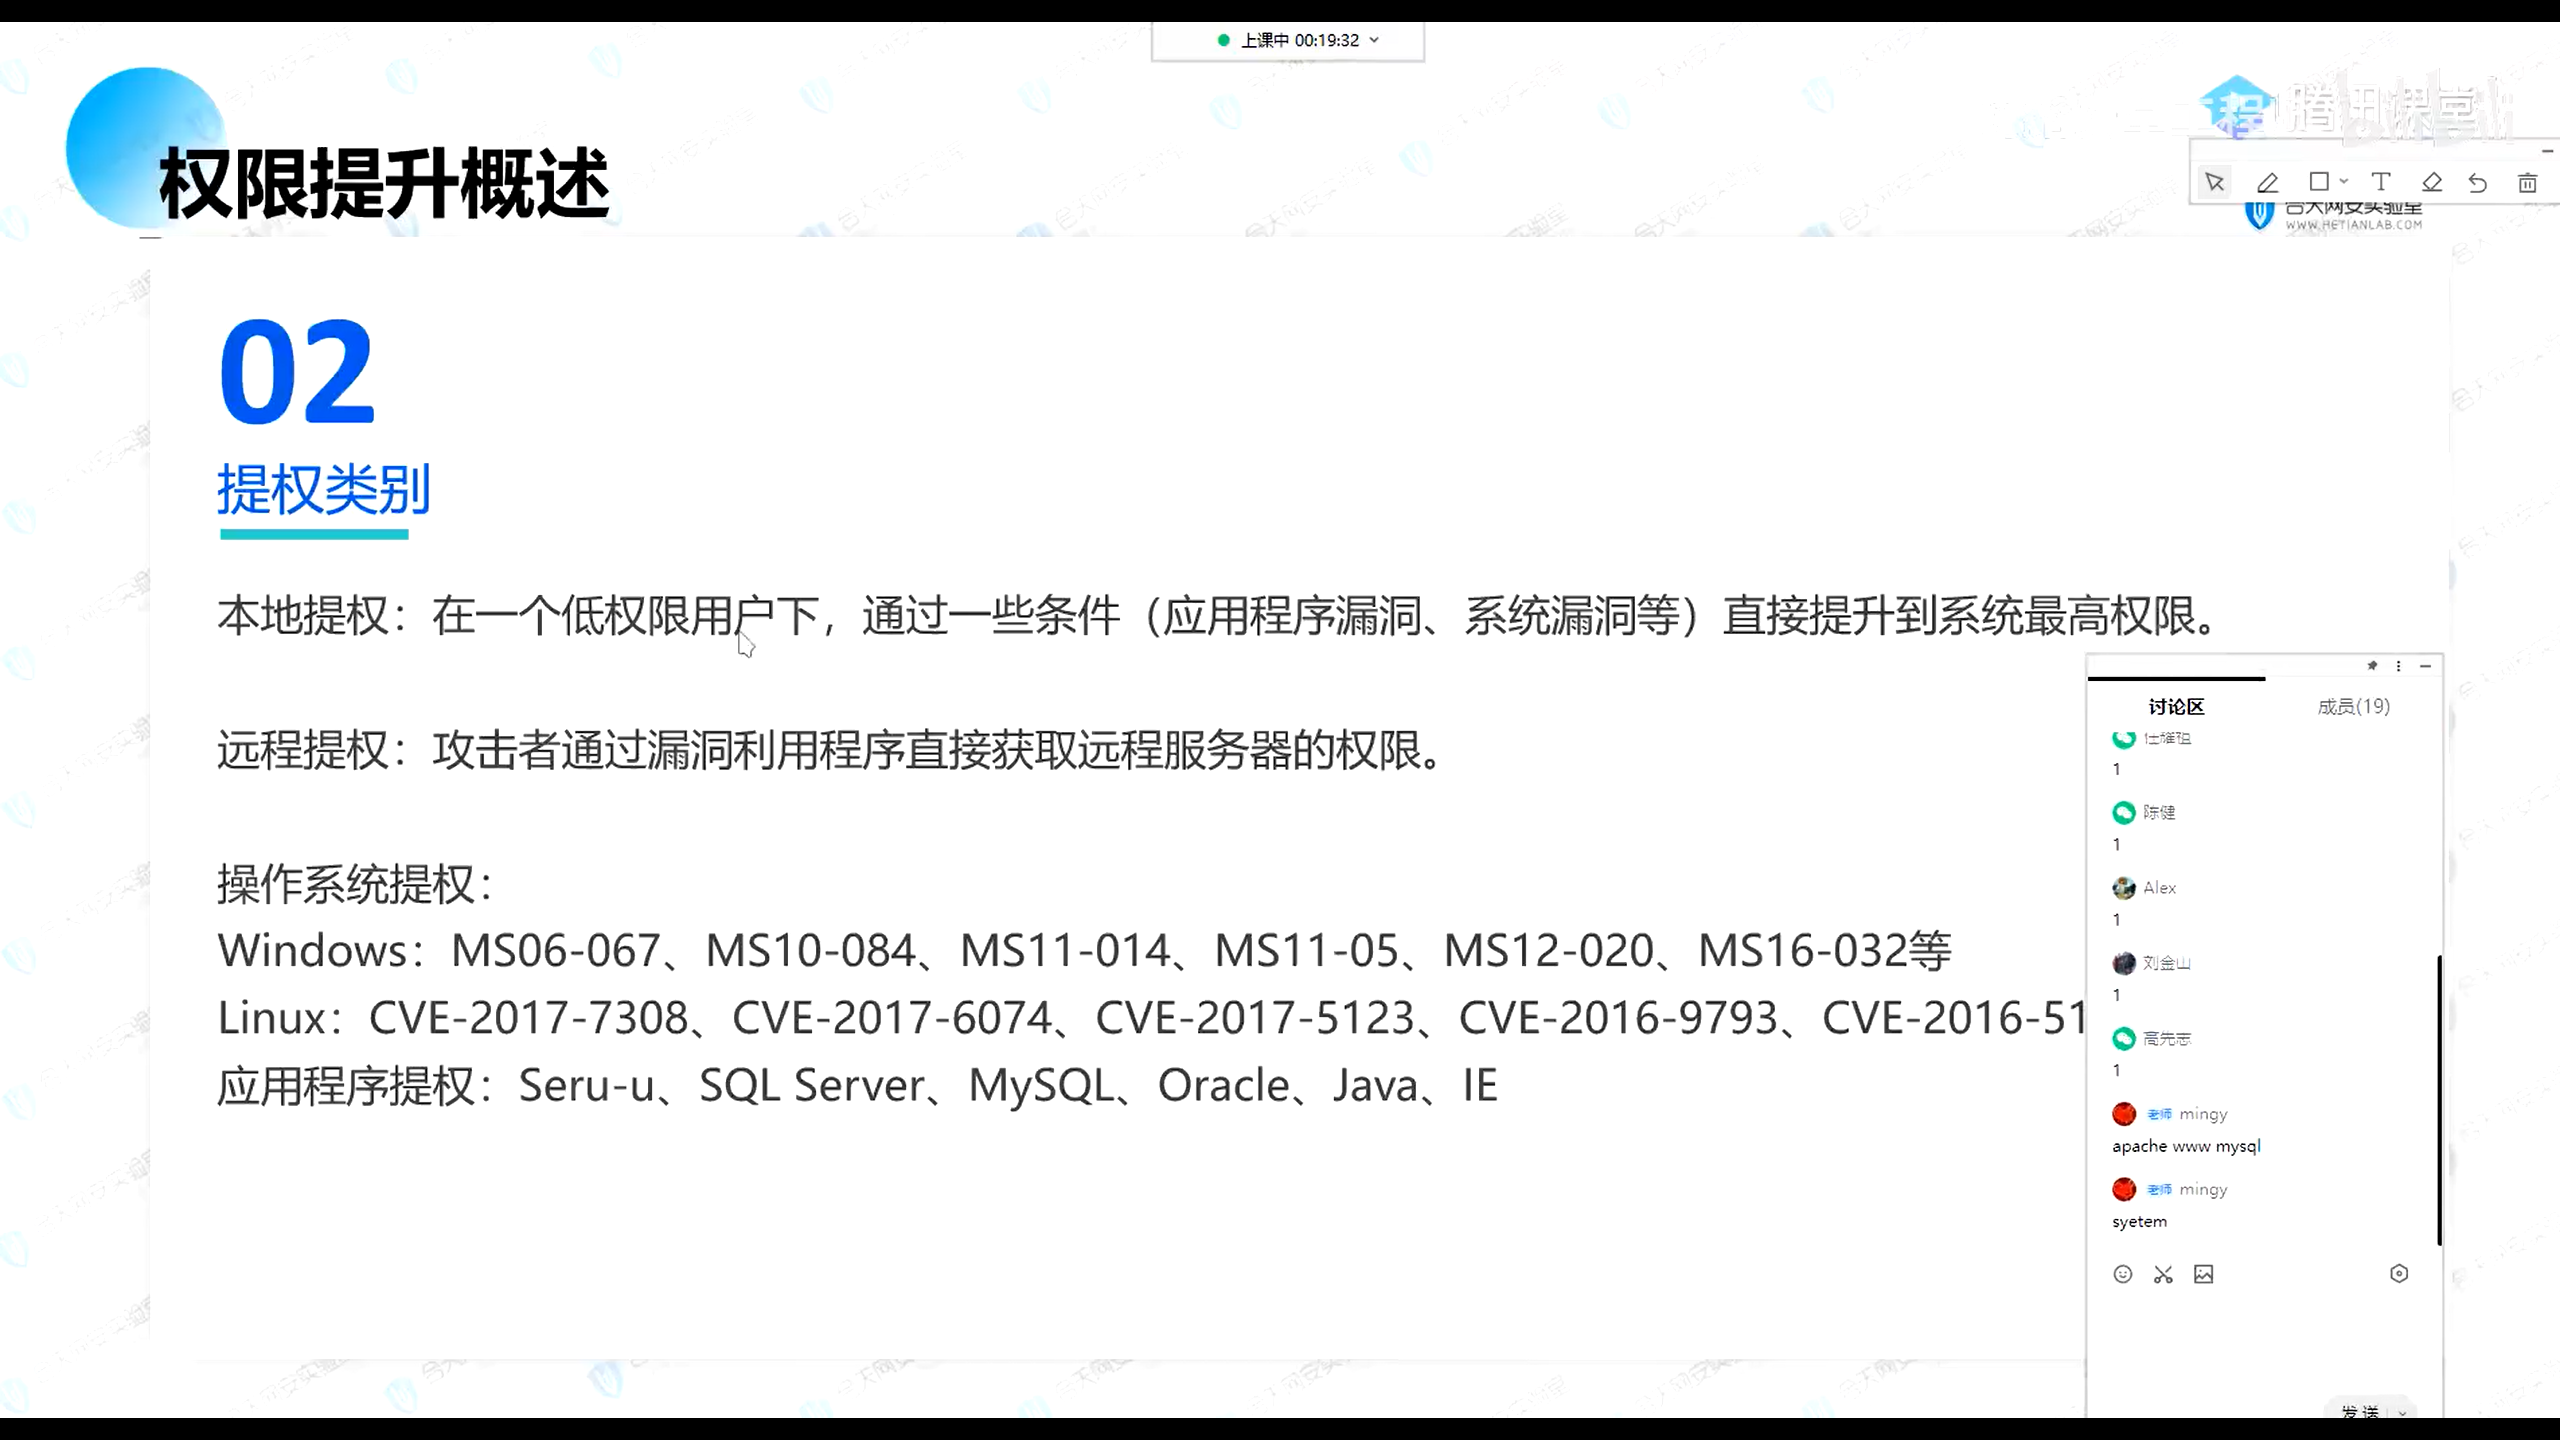 上课中 00:19:32
权限提升概述
腾讯课堂
合天网安实验室
WWW.HETIANLAB.COM
02
提权类别
本地提权：在一个低权限用户下，通过一些条件（应用程序漏洞、系统漏洞等）直接提升到系统最高权限。
远程提权：攻击者通过漏洞利用程序直接获取远程服务器的权限。
操作系统提权：
Windows：MS06-067、MS10-084、MS11-014、MS11-05、MS12-020、MS16-032等
Linux：CVE-2017-7308、CVE-2017-6074、CVE-2017-5123、CVE-2016-9793、CVE-2016-51
应用程序提权：Seru-u、SQL Server、MySQL、Oracle、Java、IE
讨论区 成员(19)
1
陈健
1
Alex
1
刘金山
1
高先志
1
老师 mingy
apache www mysql
老师 mingy
syetem
发送